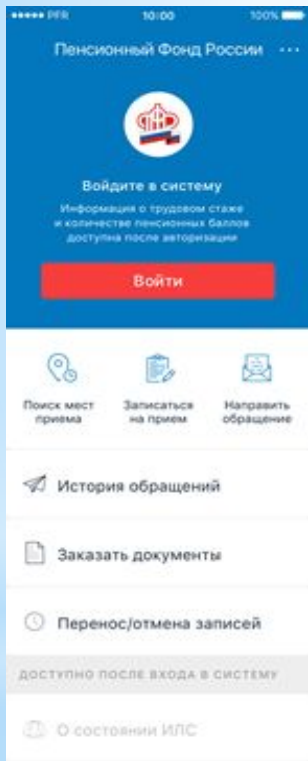 PFR 10:00 100%
Пенсионный Фонд России
Войдите в систему
Информация о трудовом стаже
и количестве пенсионных баллов
доступна после авторизации
Войти
Поиск мест
приема
Записаться
на прием
Направить
обращение
История обращений
Заказать документы
Перенос/отмена записей
ДОСТУПНО ПОСЛЕ ВХОДА В СИСТЕМУ
О состоянии ИЛС